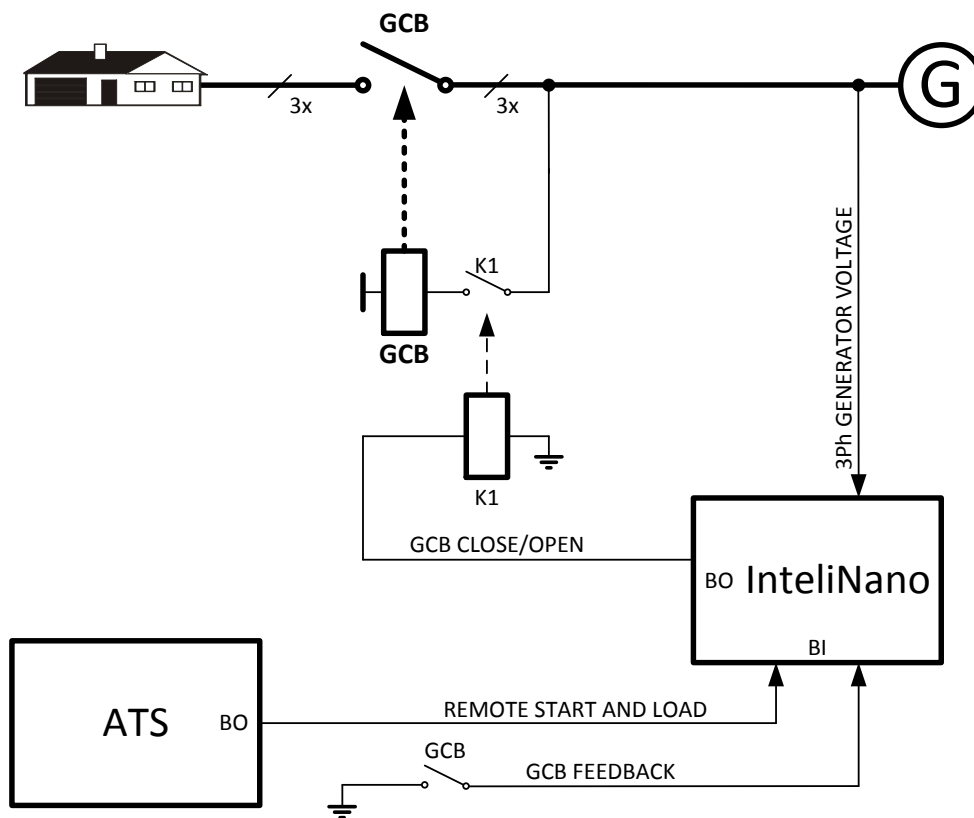 GCB
3x
3x
G
K1
GCB
3Ph GENERATOR VOLTAGE
K1
GCB CLOSE/OPEN
BO
InteliNano
BI
ATS
BO
REMOTE START AND LOAD
GCB
GCB FEEDBACK